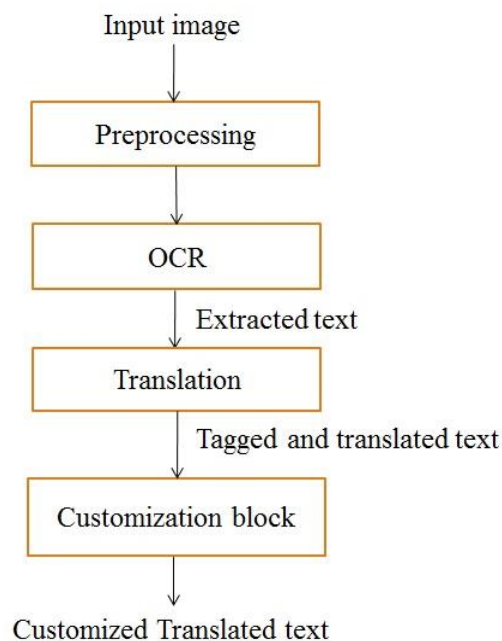 Input image
Preprocessing
OCR
Extracted text
Translation
Tagged and translated text
Customization block
Customized Translated text